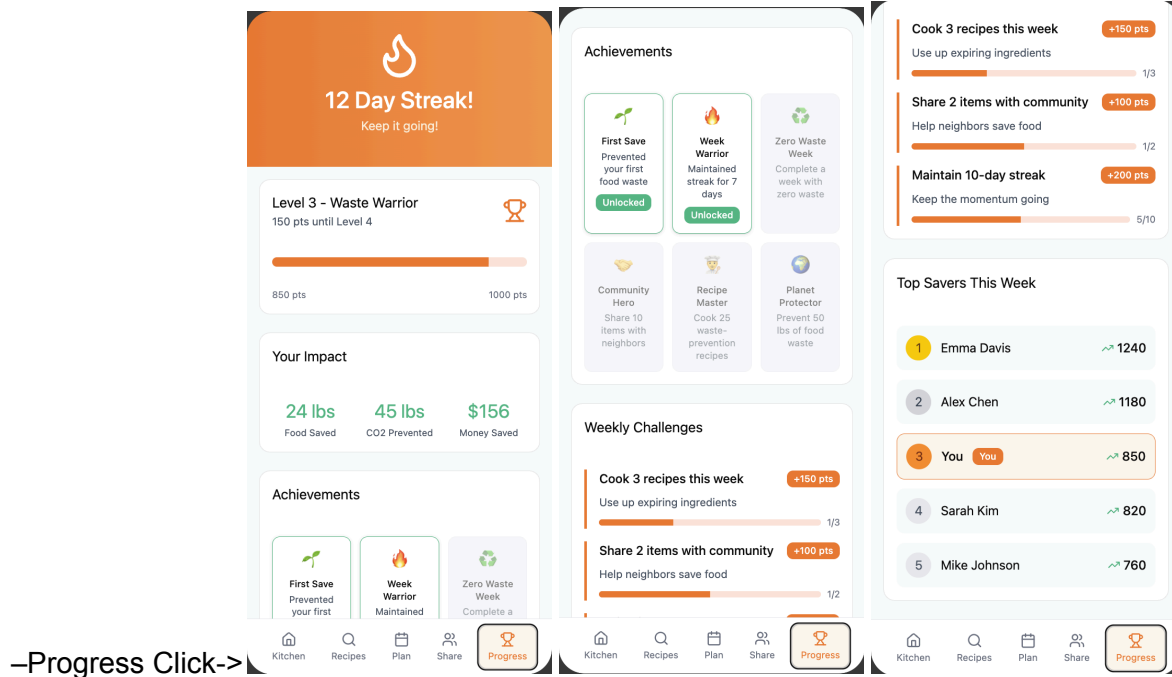 –Progress Click->
12 Day Streak!
Keep it going!
Level 3 - Waste Warrior
150 pts until Level 4
850 pts
1000 pts
Your Impact
24 lbs
45 lbs
$156
Food Saved
CO2 Prevented
Money Saved
Achievements
First Save
Prevented
your first
Week
Warrior
Maintained
Zero Waste
Week
Complete a
Kitchen
Recipes
Plan
Share
Progress
Achievements
First Save
Prevented
your first
food waste
Unlocked
Week
Warrior
Maintained
streak for 7
days
Unlocked
Zero Waste
Week
Complete a
week with
zero waste
Community
Hero
Share 10
items with
neighbors
Recipe
Master
Cook 25
waste-
prevention
recipes
Planet
Protector
Prevent 50
lbs of food
waste
Weekly Challenges
Cook 3 recipes this week
+150 pts
Use up expiring ingredients
1/3
Share 2 items with community
+100 pts
Help neighbors save food
1/2
Kitchen
Recipes
Plan
Share
Progress
Cook 3 recipes this week
+150 pts
Use up expiring ingredients
1/3
Share 2 items with community
+100 pts
Help neighbors save food
1/2
Maintain 10-day streak
+200 pts
Keep the momentum going
5/10
Top Savers This Week
1 Emma Davis 1240
2 Alex Chen 1180
3 You You 850
4 Sarah Kim 820
5 Mike Johnson 760
Kitchen
Recipes
Plan
Share
Progress